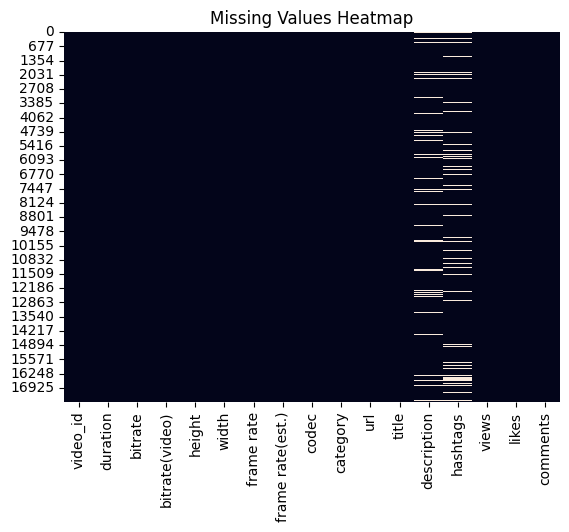 Missing Values Heatmap
0
677
1354
2031
2708
3385
4062
4739
5416
6093
6770
7447
8124
8801
9478
10155
10832
11509
12186
12863
13540
14217
14894
15571
16248
16925
video_id
duration
bitrate
bitrate(video)
height
width
frame rate
frame rate(est.)
codec
category
url
title
description
hashtags
views
likes
comments